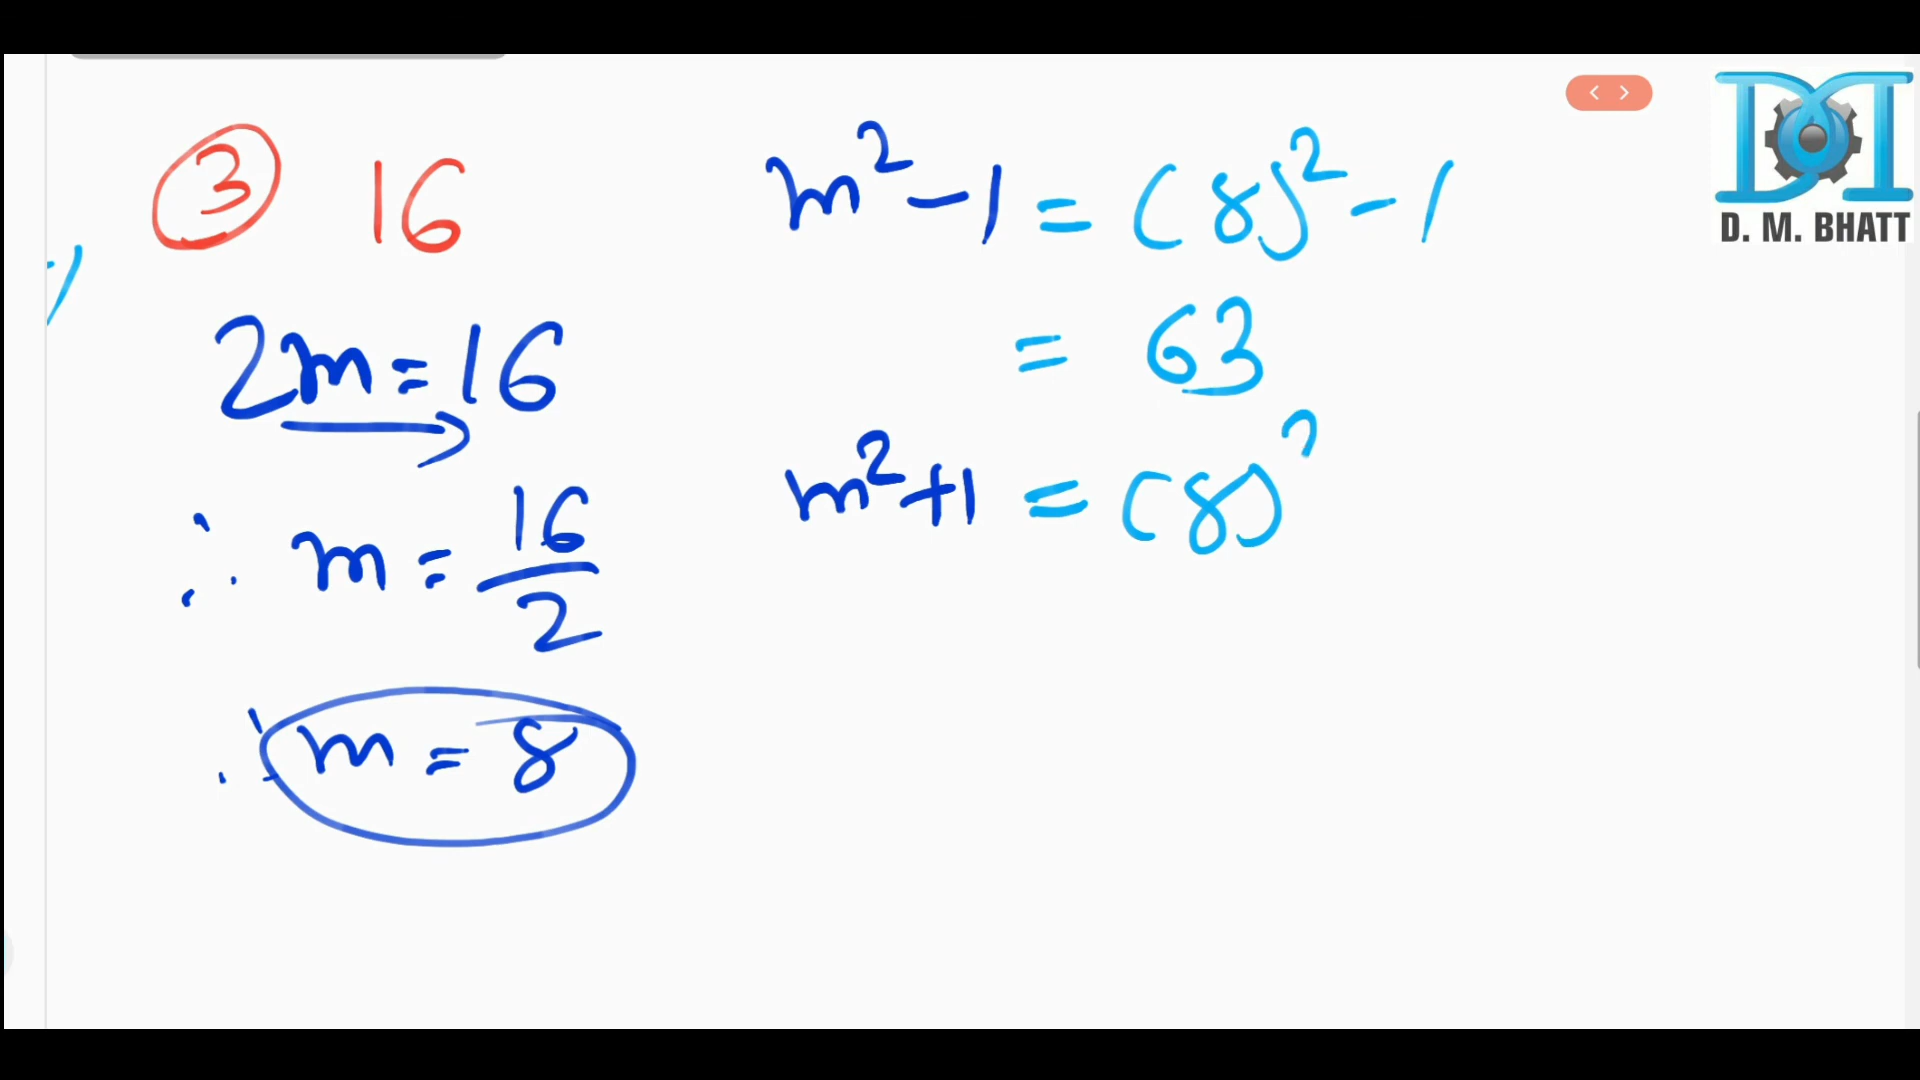 ③ 16
2m = 16
∴ m = 16/2
∴ m = 8
m² - 1 = (8)² - 1
= 63
m² + 1 = (8)²
D. M. BHATT